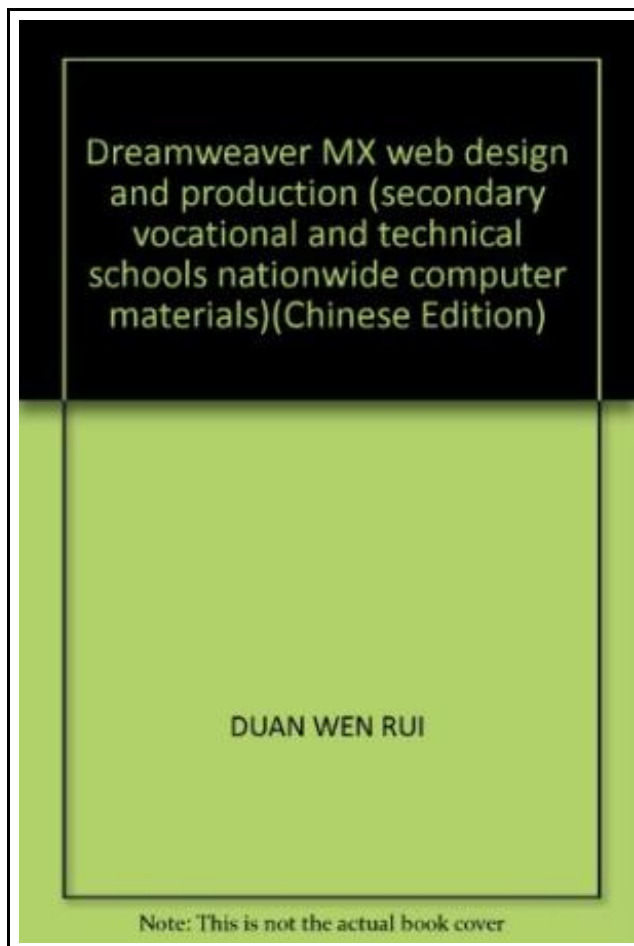 Dreamweaver MX web design
and production (secondary
vocational and technical
schools nationwide computer
materials)(Chinese Edition)
DUAN WEN RUI
Note: This is not the actual book cover